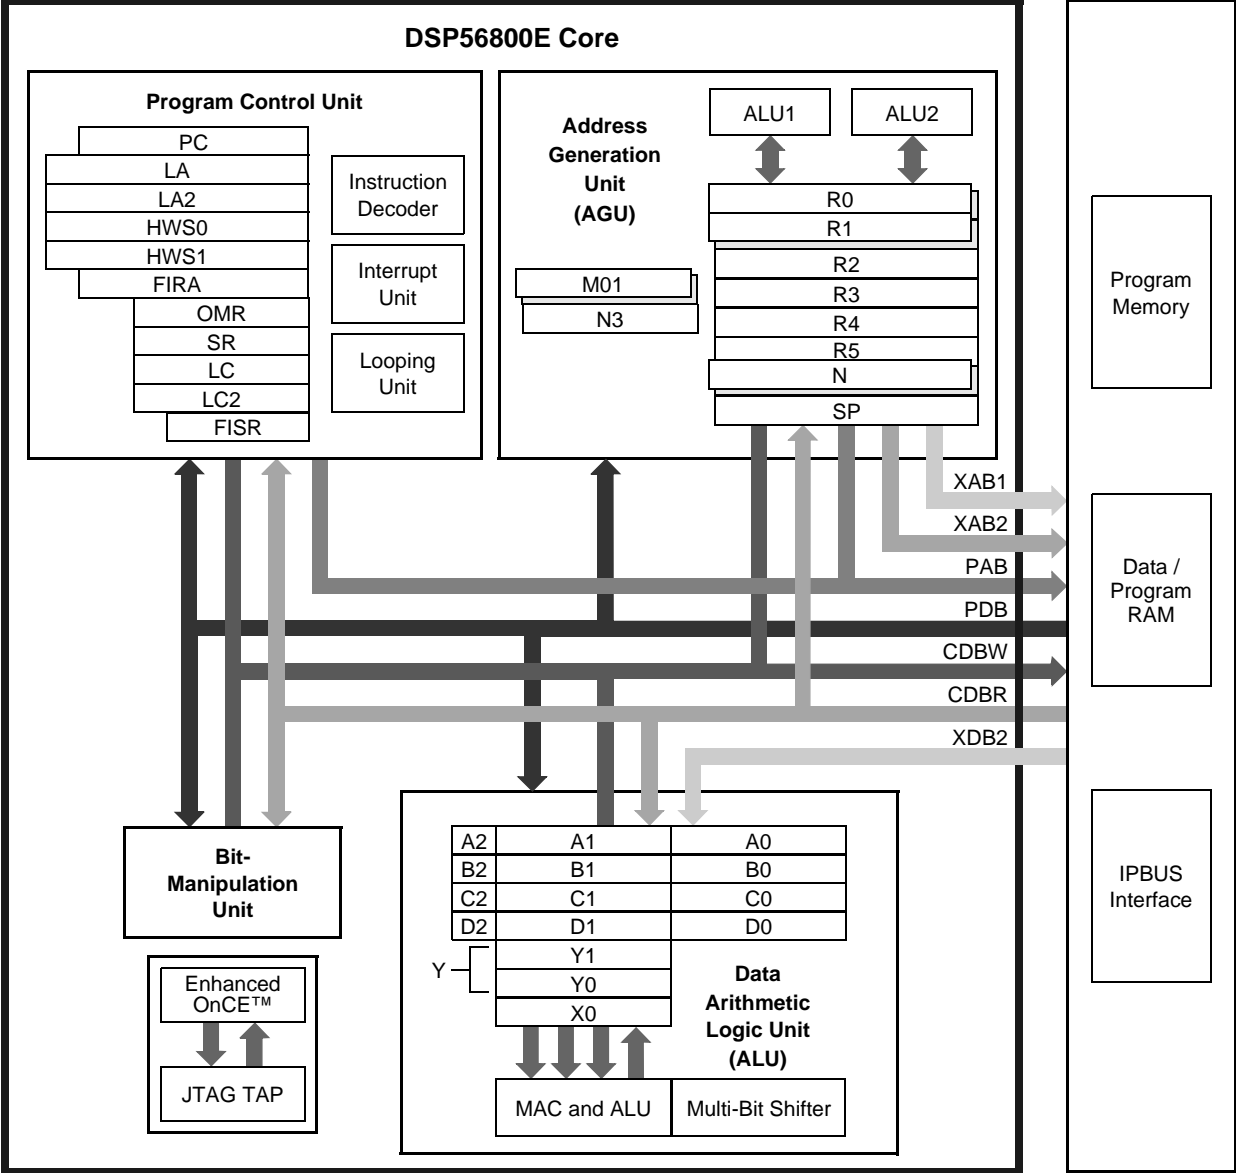 DSP56800E Core
Program Control Unit
PC
LA
LA2
HWS0
HWS1
FIRA
OMR
SR
LC
LC2
FISR
Instruction
Decoder
Interrupt
Unit
Looping
Unit
Address
Generation
Unit
(AGU)
ALU1
ALU2
R0
R1
R2
R3
R4
R5
N
SP
M01
N3
XAB1
XAB2
PAB
PDB
CDBW
CDBR
XDB2
Program
Memory
Data /
Program
RAM
IPBUS
Interface
Bit-
Manipulation
Unit
Enhanced
OnCE™
JTAG TAP
A2 A1 A0
B2 B1 B0
C2 C1 C0
D2 D1 D0
Y
Y1
Y0
X0
Data
Arithmetic
Logic Unit
(ALU)
MAC and ALU
Multi-Bit Shifter